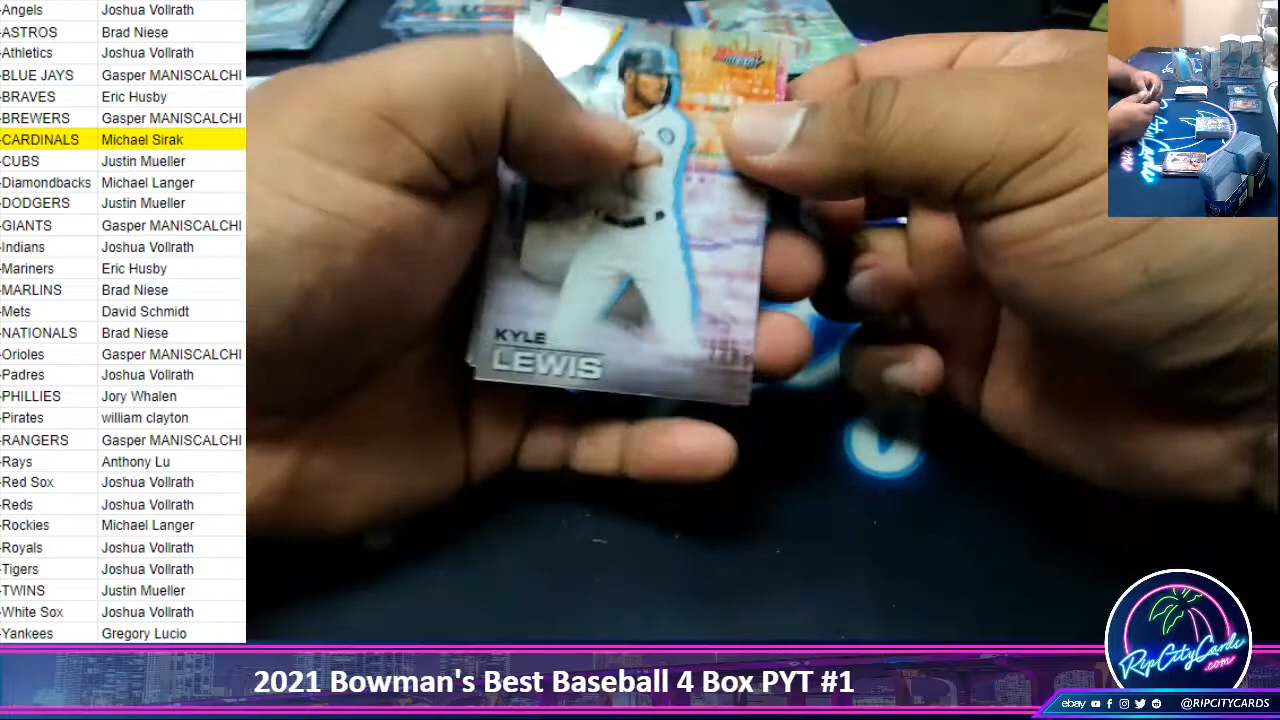 -Angels Joshua Vollrath
-ASTROS Brad Niese
-Athletics Joshua Vollrath
-BLUE JAYS Gasper MANISCALCHI
-BRAVES Eric Husby
-BREWERS Gasper MANISCALCHI
-CARDINALS Michael Sirak
-CUBS Justin Mueller
-Diamondbacks Michael Langer
-DODGERS Justin Mueller
-GIANTS Gasper MANISCALCHI
-Indians Joshua Vollrath
-Mariners Eric Husby
-MARLINS Brad Niese
-Mets David Schmidt
-NATIONALS Brad Niese
-Orioles Gasper MANISCALCHI
-Padres Joshua Vollrath
-PHILLIES Jory Whalen
-Pirates william clayton
-RANGERS Gasper MANISCALCHI
-Rays Anthony Lu
-Red Sox Joshua Vollrath
-Reds Joshua Vollrath
-Rockies Michael Langer
-Royals Joshua Vollrath
-Tigers Joshua Vollrath
-TWINS Justin Mueller
-White Sox Joshua Vollrath
-Yankees Gregory Lucio
KYLE
LEWIS
2021 Bowman's Best Baseball 4 Box PYT #1
RipCityCards
.com
ebay @RIPCITYCARDS